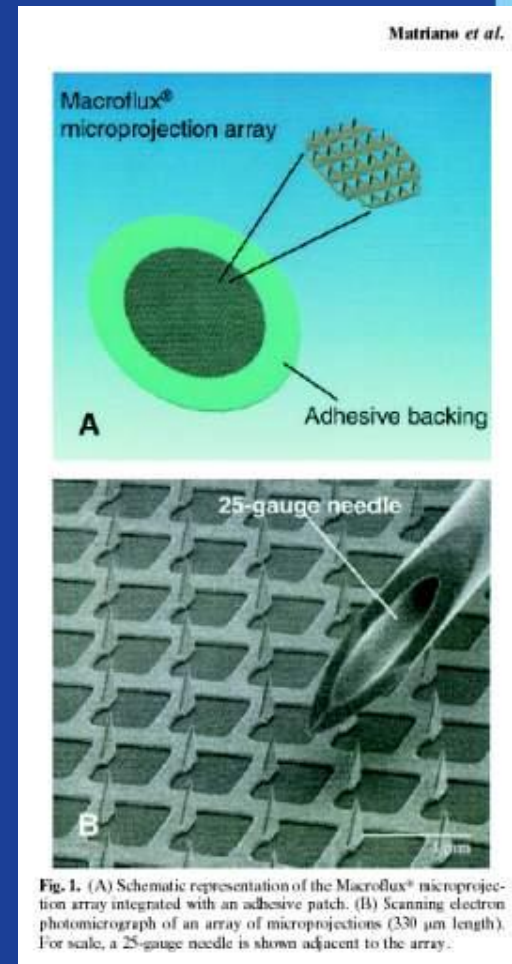 Matriano et al.
Macroflux®
microprojection array
Adhesive backing
A
25-gauge needle
B
1 mm
Fig. 1. (A) Schematic representation of the Macroflux® microprojec-
tion array integrated with an adhesive patch. (B) Scanning electron
photomicrograph of an array of microprojections (330 μm length).
For scale, a 25-gauge needle is shown adjacent to the array.